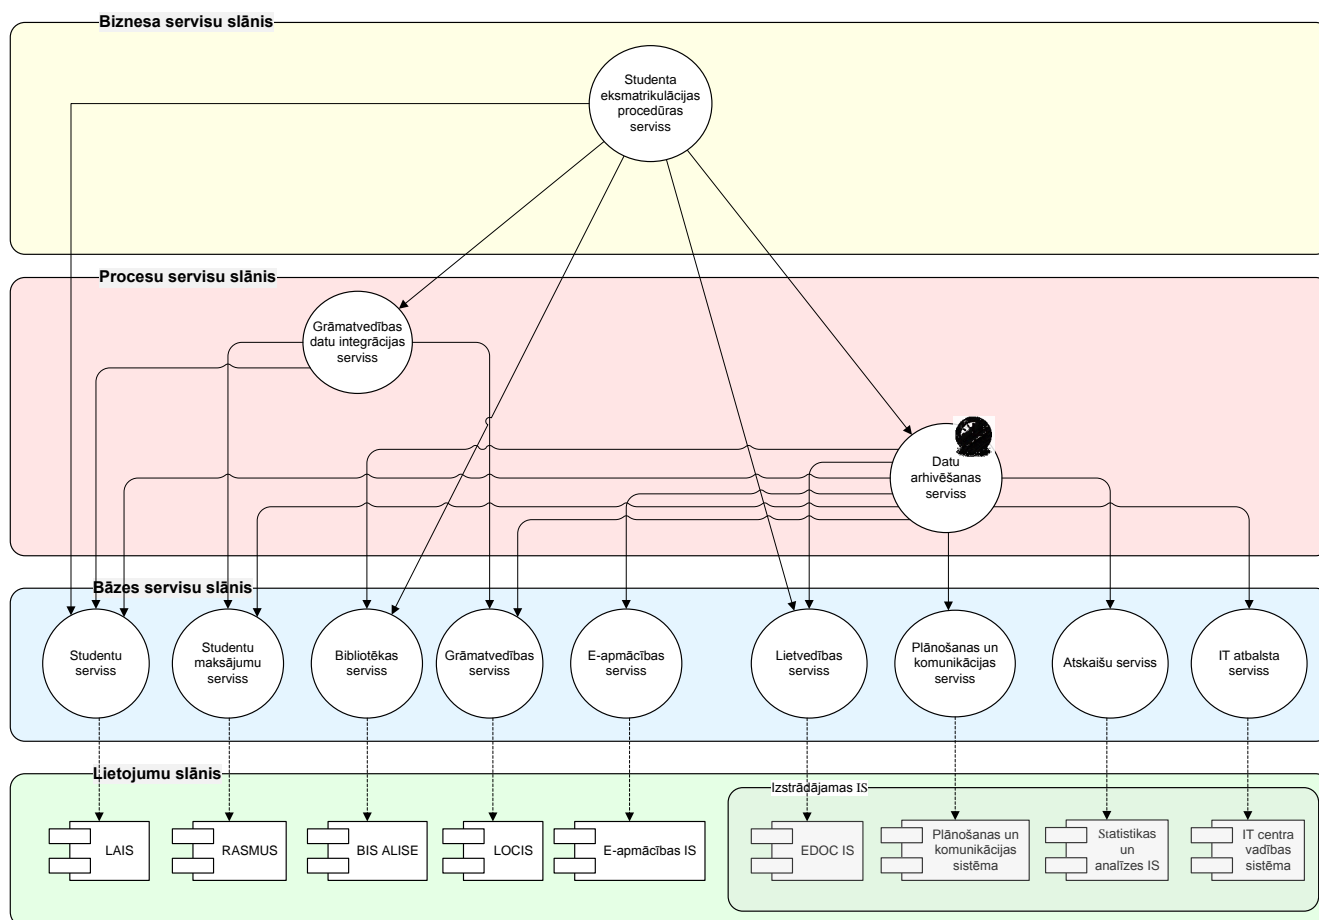 Biznesa servisu slānis
Studenta
eksmatrikulācijas
procedūras
serviss
Procesu servisu slānis
Grāmatvedības
datu integrācijas
serviss
Datu
arhivēšanas
serviss
Bāzes servisu slānis
Studentu
serviss
Studentu
maksājumu
serviss
Bibliotēkas
serviss
Grāmatvedības
serviss
E-apmācības
serviss
Lietvedības
serviss
Plānošanas un
komunikācijas
serviss
Atskaišu serviss
IT atbalsta
serviss
Lietojumu slānis
Izstrādājamas IS
LAIS
RASMUS
BIS ALISE
LOCIS
E-apmācības IS
EDOC IS
Plānošanas un
komunikācijas
sistēma
Statistikas
un
analīzes IS
IT centra
vadības
sistēma